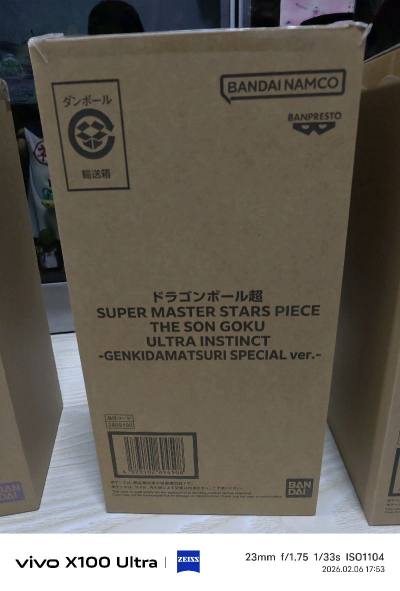 ダンボール
輸送箱
BANDAI NAMCO
BANPRESTO
ドラゴンボール超
SUPER MASTER STARS PIECE
THE SON GOKU
ULTRA INSTINCT
-GENKIDAMATSURI SPECIAL ver.-
BAN
DAI
BAN
DAI
vivo X100 Ultra
ZEISS
23mm f/1.75 1/33s ISO1104
2026.02.06 17:53